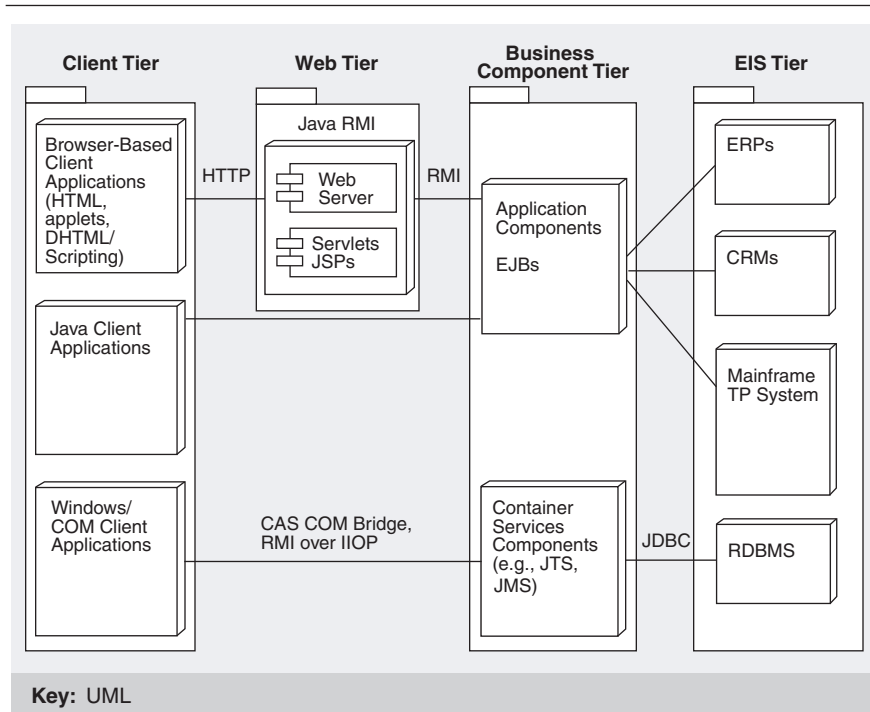 Client Tier
Web Tier
Business
Component Tier
EIS Tier
Browser-Based
Client
Applications
(HTML,
applets,
DHTML/
Scripting)
HTTP
Java RMI
Web
Server
Servlets
JSPs
RMI
Application
Components
EJBs
ERPs
CRMs
Mainframe
TP System
Java Client
Applications
Windows/
COM Client
Applications
CAS COM Bridge,
RMI over IIOP
Container
Services
Components
(e.g., JTS,
JMS)
JDBC
RDBMS
Key: UML